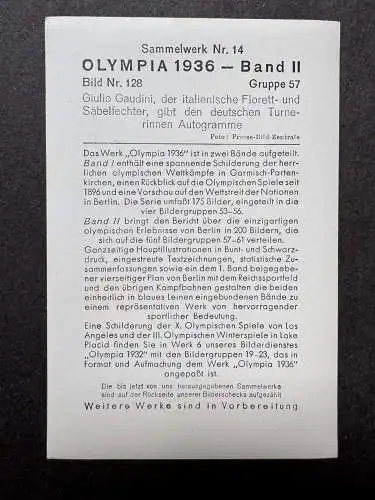 Sammelwerk Nr. 14
OLYMPIA 1936 — Band II
Bild Nr. 128 Gruppe 57
Giulio Gaudini, der italienische Florett- und
Säbelfechter, gibt den deutschen Turne-
rinnen Autogramme
Foto: Presse-Bild-Zentrale
Das Werk „Olympia 1936" ist in zwei Bände aufgeteilt.
Band I enthält eine spannende Schilderung der herr-
lichen olympischen Wettkämpfe in Garmisch-Parten-
kirchen, einen Rückblick auf die Olympischen Spiele seit
1896 und eine Vorschau auf den Wettstreit der Nationen
in Berlin. Die Serie umfaßt 175 Bilder, eingeteilt in die
vier Bildergruppen 53–56.
Band II bringt den Bericht über die einzigartigen
olympischen Erlebnisse von Berlin in 200 Bildern, die
sich auf die fünf Bildergruppen 57–61 verteilen.
Ganzseitige Hauptillustrationen in Bunt- und Schwarz-
druck, eingestreute Textzeichnungen, statistische Zu-
sammenfassungen sowie ein dem 1. Band beigegebe-
ner vierseitiger Plan von Berlin mit dem Reichssportfeld
und den übrigen Kampfbahnen gestalten die beiden
einheitlich in blaues Leinen eingebundenen Bände zu
einem repräsentativen Werk von hervorragender
sportlicher Bedeutung.
Eine Schilderung der X. Olympischen Spiele von Los
Angeles und der III. Olympischen Winterspiele in Lake
Placid finden Sie in Werk 6 unseres Bilderdienstes
„Olympia 1932" mit den Bildergruppen 19–23, das in
Format und Aufmachung dem Werk „Olympia 1936"
angepaßt ist.
Die bis jetzt von uns herausgegebenen Sammelwerke
sind auf der Rückseite unserer Bilderschecks aufgezählt
Weitere Werke sind in Vorbereitung